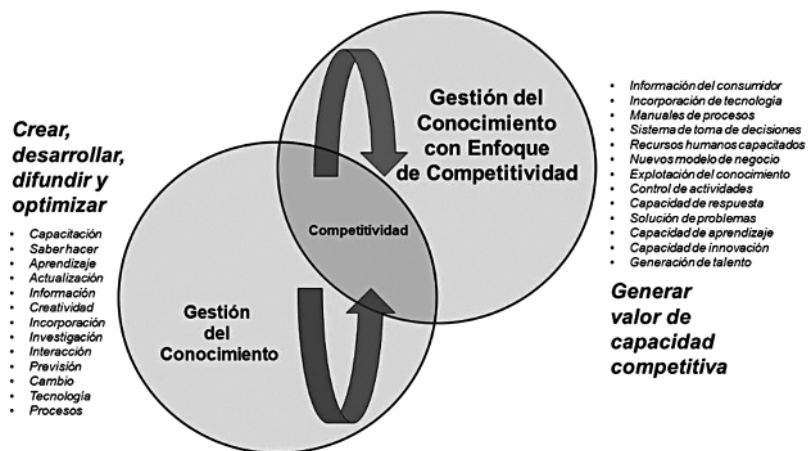 Crear,
desarrollar,
difundir y
optimizar
• Capacitación
• Saber hacer
• Aprendizaje
• Actualización
• Información
• Creatividad
• Incorporación
• Investigación
• Interacción
• Previsión
• Cambio
• Tecnología
• Procesos
Gestión
del
Conocimiento
Competitividad
Gestión del
Conocimiento
con Enfoque
de Competitividad
• Información del consumidor
• Incorporación de tecnología
• Manuales de procesos
• Sistema de toma de decisiones
• Recursos humanos capacitados
• Nuevos modelo de negocio
• Explotación del conocimiento
• Control de actividades
• Capacidad de respuesta
• Solución de problemas
• Capacidad de aprendizaje
• Capacidad de innovación
• Generación de talento
Generar
valor de
capacidad
competitiva